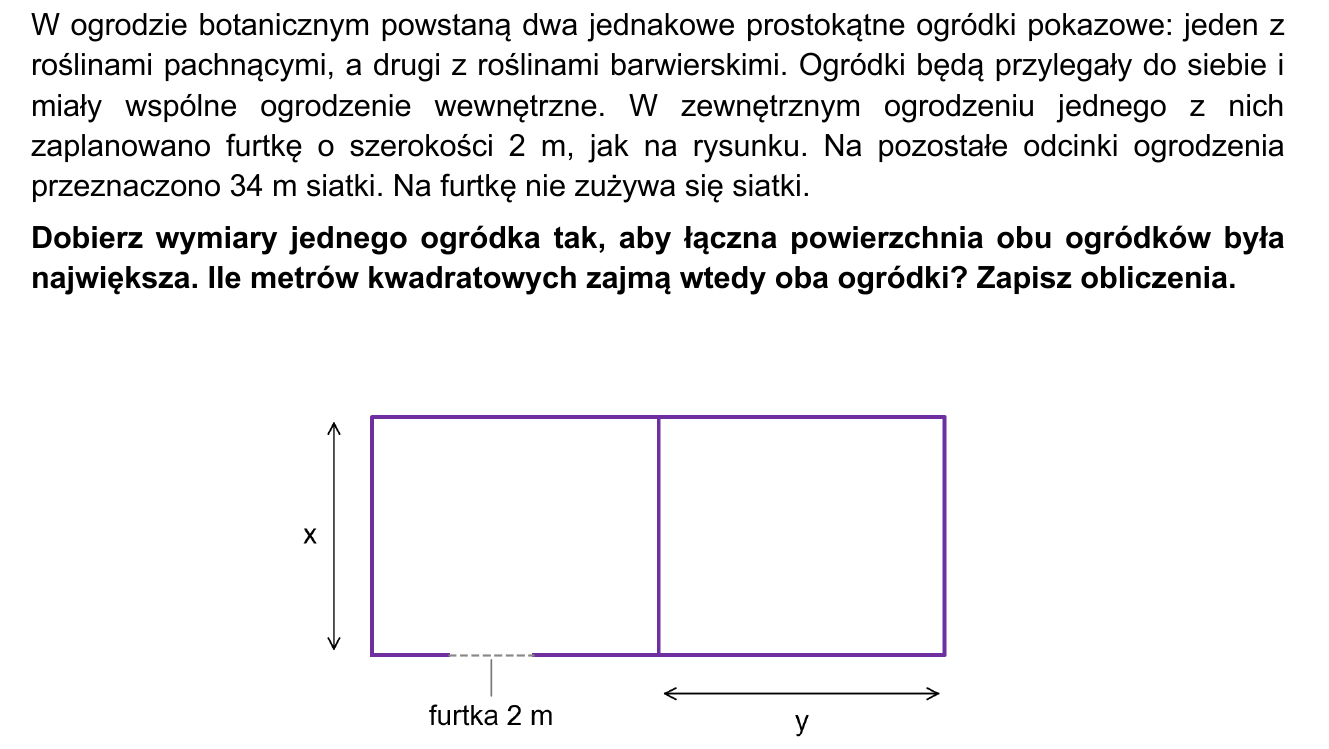 W ogrodzie botanicznym powstaną dwa jednakowe prostokątne ogródki pokazowe: jeden z
roślinami pachnącymi, a drugi z roślinami barwierskimi. Ogródki będą przylegały do siebie i
miały wspólne ogrodzenie wewnętrzne. W zewnętrznym ogrodzeniu jednego z nich
zaplanowano furtkę o szerokości 2 m, jak na rysunku. Na pozostałe odcinki ogrodzenia
przeznaczono 34 m siatki. Na furtkę nie zużywa się siatki.
Dobierz wymiary jednego ogródka tak, aby łączna powierzchnia obu ogródków była
największa. Ile metrów kwadratowych zajmą wtedy oba ogródki? Zapisz obliczenia.
x
furtka 2 m
y